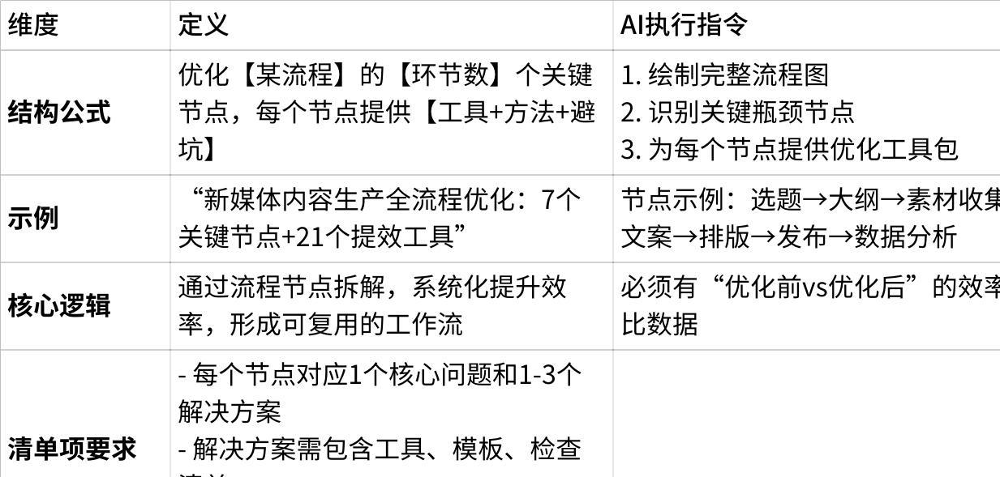 维度
定义
AI执行指令
结构公式
优化【某流程】的【环节数】个关键
节点，每个节点提供【工具+方法+避
坑】
1. 绘制完整流程图
2. 识别关键瓶颈节点
3. 为每个节点提供优化工具包
示例
“新媒体内容生产全流程优化：7个
关键节点+21个提效工具”
节点示例：选题→大纲→素材收集
文案→排版→发布→数据分析
核心逻辑
通过流程节点拆解，系统化提升效
率，形成可复用的工作流
必须有“优化前vs优化后”的效率
比数据
清单项要求
- 每个节点对应1个核心问题和1-3个
解决方案
- 解决方案需包含工具、模板、检查